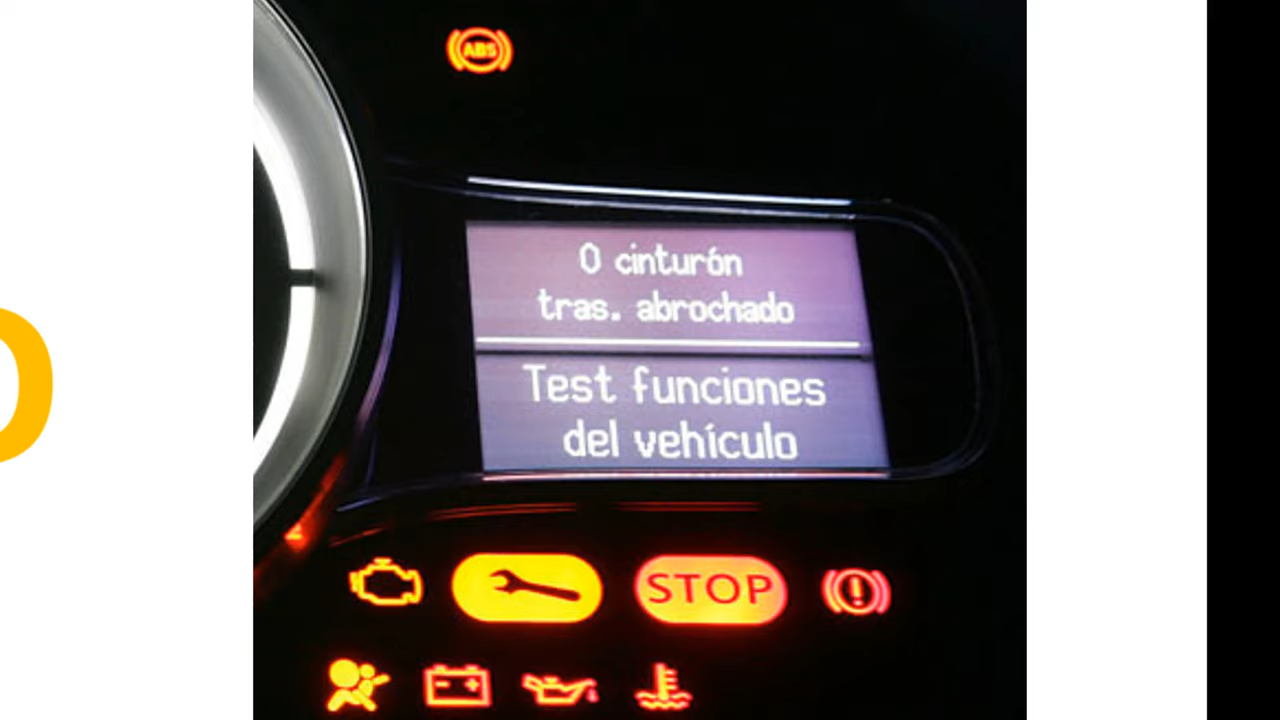 ABS
0 cinturón
tras. abrochado
Test funciones
del vehículo
STOP